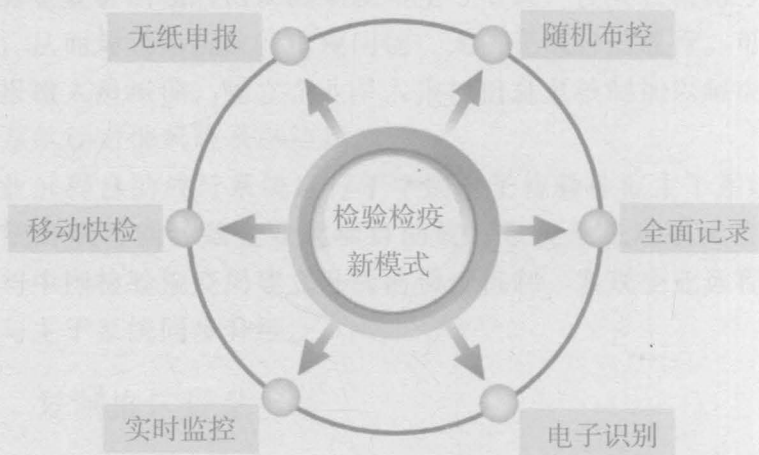 无纸申报
随机布控
移动快检
检验检疫
新模式
全面记录
实时监控
电子识别